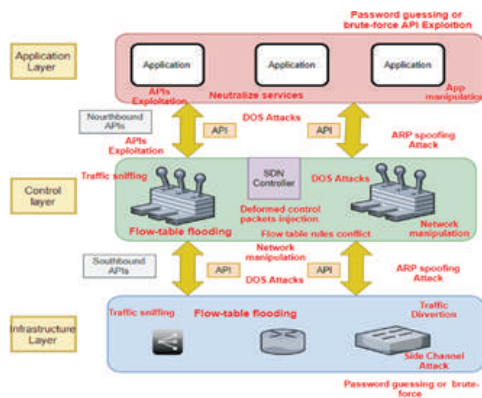 Password guessing or
brute-force API Exploition
Application
Layer
Application
Application
Application
APIs
Exploitation
Neutralize services
App
manipulation
Nourthbound
APIs
API
DOS Attacks
API
APIs
Exploitation
ARP spoofing
Attack
Traffic sniffing
SDN
Controller
DOS Attacks
Control
layer
Deformed control
packets injection
Network
manipulation
Flow-table flooding
Flow table rules conflict
Network
manipulation
Southbound
APIs
API
DOS Attacks
API
ARP spoofing
Attack
Infrastructure
Layer
Traffic sniffing
Flow-table flooding
Traffic
Divertion
Side Channel
Attack
Password guessing or brute-
force